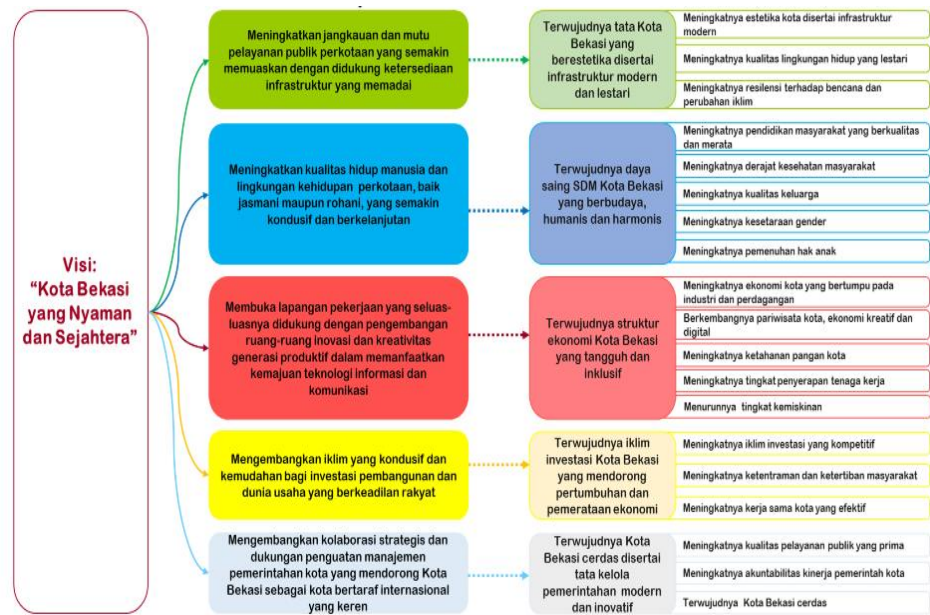 Visi:
“Kota Bekasi
yang Nyaman
dan Sejahtera”
Meningkatkan jangkauan dan mutu
pelayanan publik perkotaan yang semakin
memuaskan dengan didukung ketersediaan
infrastruktur yang memadai
Terwujudnya tata Kota
Bekasi yang
berestetika disertai
infrastruktur modern
dan lestari
Meningkatnya estetika kota disertai infrastruktur
modern
Meningkatnya kualitas lingkungan hidup yang lestari
Meningkatnya resilensi terhadap bencana dan
perubahan iklim
Meningkatkan kualitas hidup manusia dan
lingkungan kehidupan perkotaan, baik
jasmani maupun rohani, yang semakin
kondusif dan berkelanjutan
Terwujudnya daya
saing SDM Kota Bekasi
yang berbudaya,
humanis dan harmonis
Meningkatnya pendidikan masyarakat yang berkualitas
dan merata
Meningkatnya derajat kesehatan masyarakat
Meningkatnya kualitas keluarga
Meningkatnya kesetaraan gender
Meningkatnya pemenuhan hak anak
Membuka lapangan pekerjaan yang seluas-
luasnya didukung dengan pengembangan
ruang-ruang Inovasi dan kreativitas
generasi produktif dalam memanfaatkan
kemajuan teknologi informasi dan
komunikasi
Terwujudnya struktur
ekonomi Kota Bekasi
yang tangguh dan
inklusif
Meningkatnya ekonomi kota yang bertumpu pada
industri dan perdagangan
Berkembangnya pariwisata kota, ekonomi kreatif dan
digital
Meningkatnya ketahanan pangan kota
Meningkatnya tingkat penyerapan tenaga kerja
Menurunnya tingkat kemiskinan
Mengembangkan iklim yang kondusif dan
kemudahan bagi investasi pembangunan dan
dunia usaha yang berkeadilan rakyat
Terwujudnya iklim
investasi Kota Bekasi
yang mendorong
pertumbuhan dan
pemerataan ekonomi
Meningkatnya iklim investasi yang kompetitif
Meningkatnya ketentraman dan ketertiban masyarakat
Meningkatnya kerja sama kota yang efektif
Mengembangkan kolaborasi strategis dan
dukungan penguatan manajemen
pemerintahan kota yang mendorong Kota
Bekasi sebagai kota bertaraf internasional
yang keren
Terwujudnya Kota
Bekasi cerdas disertai
tata kelola
pemerintahan modern
dan inovatif
Meningkatnya kualitas pelayanan publik yang prima
Meningkatnya akuntabilitas kinerja pemerintah kota
Terwujudnya Kota Bekasi cerdas